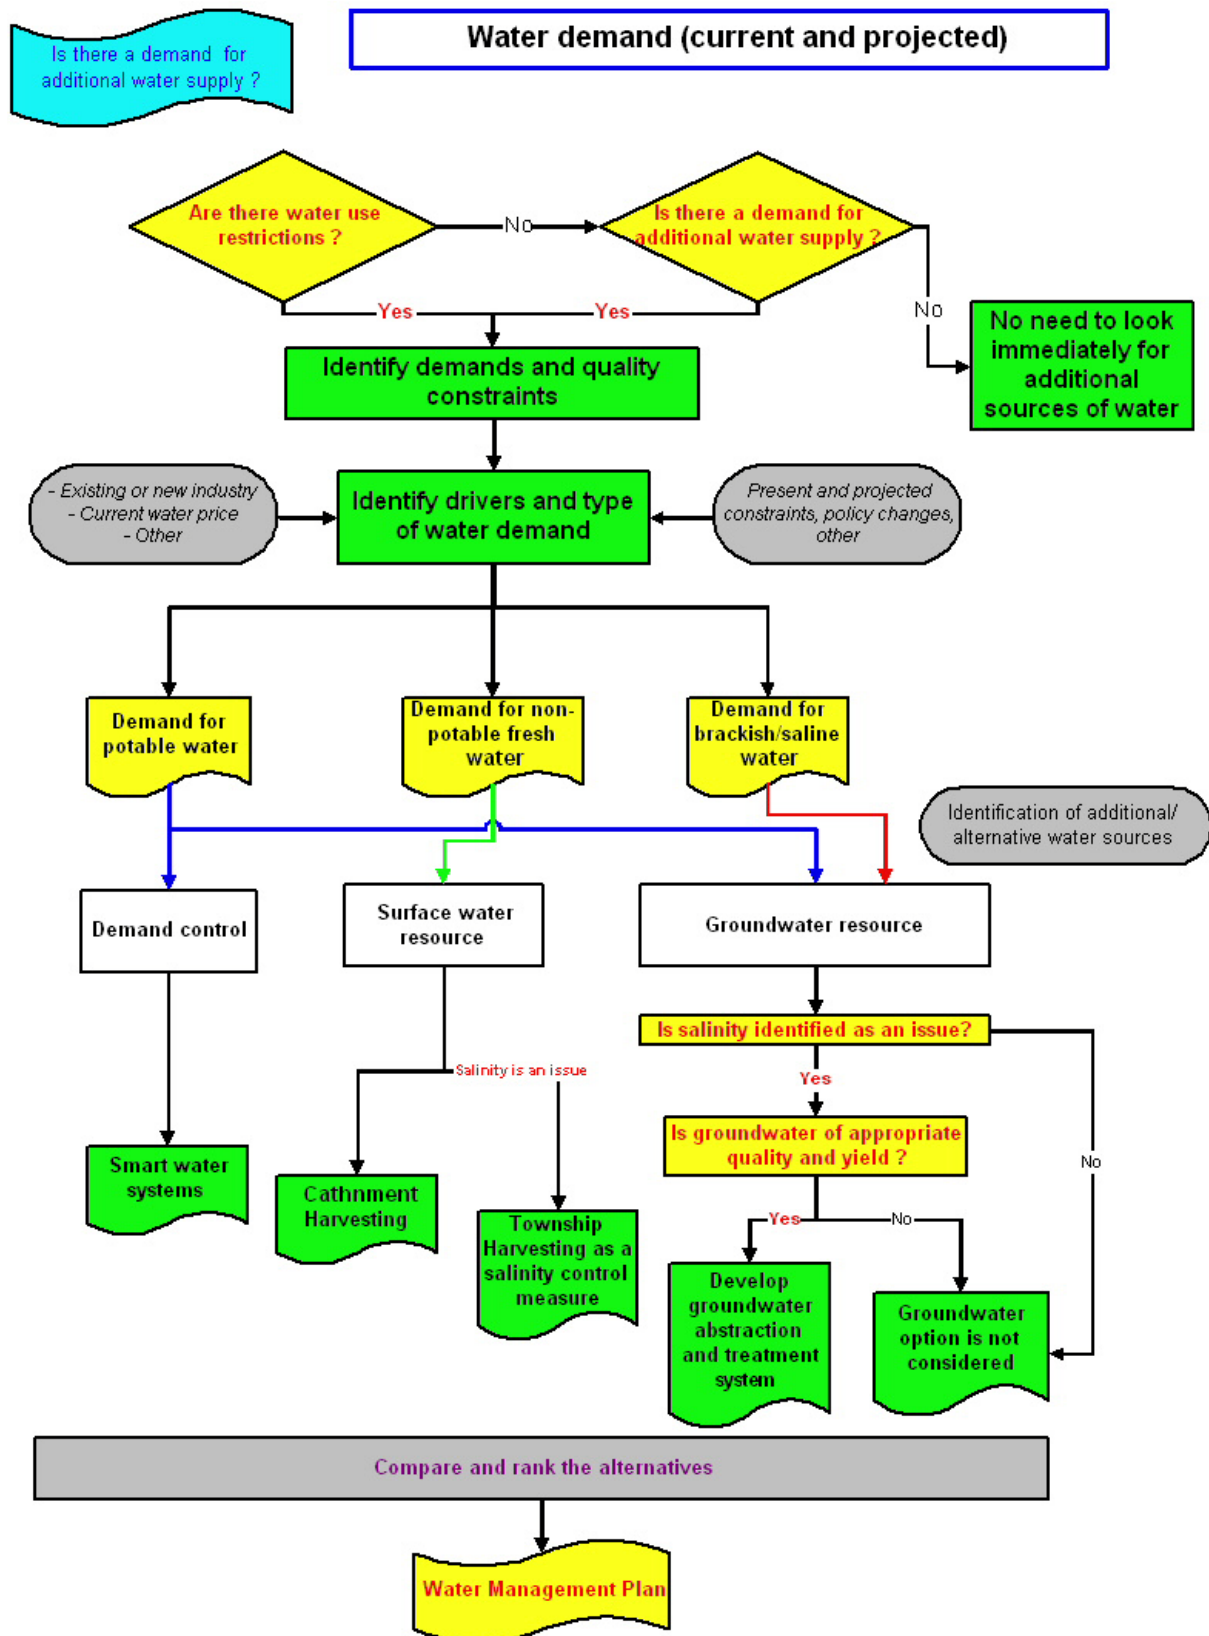 Is there a demand for
additional water supply ?
Water demand (current and projected)
Are there water use
restrictions ?
No
Is there a demand for
additional water supply ?
Yes
Yes
No
No need to look
immediately for
additional
sources of water
Identify demands and quality
constraints
- Existing or new industry
- Current water price
- Other
Identify drivers and type
of water demand
Present and projected
constraints, policy changes,
other
Demand for
potable water
Demand for non-
potable fresh
water
Demand for
brackish/saline
water
Identification of additional/
alternative water sources
Demand control
Surface water
resource
Groundwater resource
Is salinity identified as an issue?
Salinity is an issue
Yes
No
Is groundwater of appropriate
quality and yield ?
Smart water
systems
Cathnment
Harvesting
Township
Harvesting as a
salinity control
measure
Yes
No
Develop
groundwater
abstraction
and treatment
system
Groundwater
option is not
considered
Compare and rank the alternatives
Water Management Plan